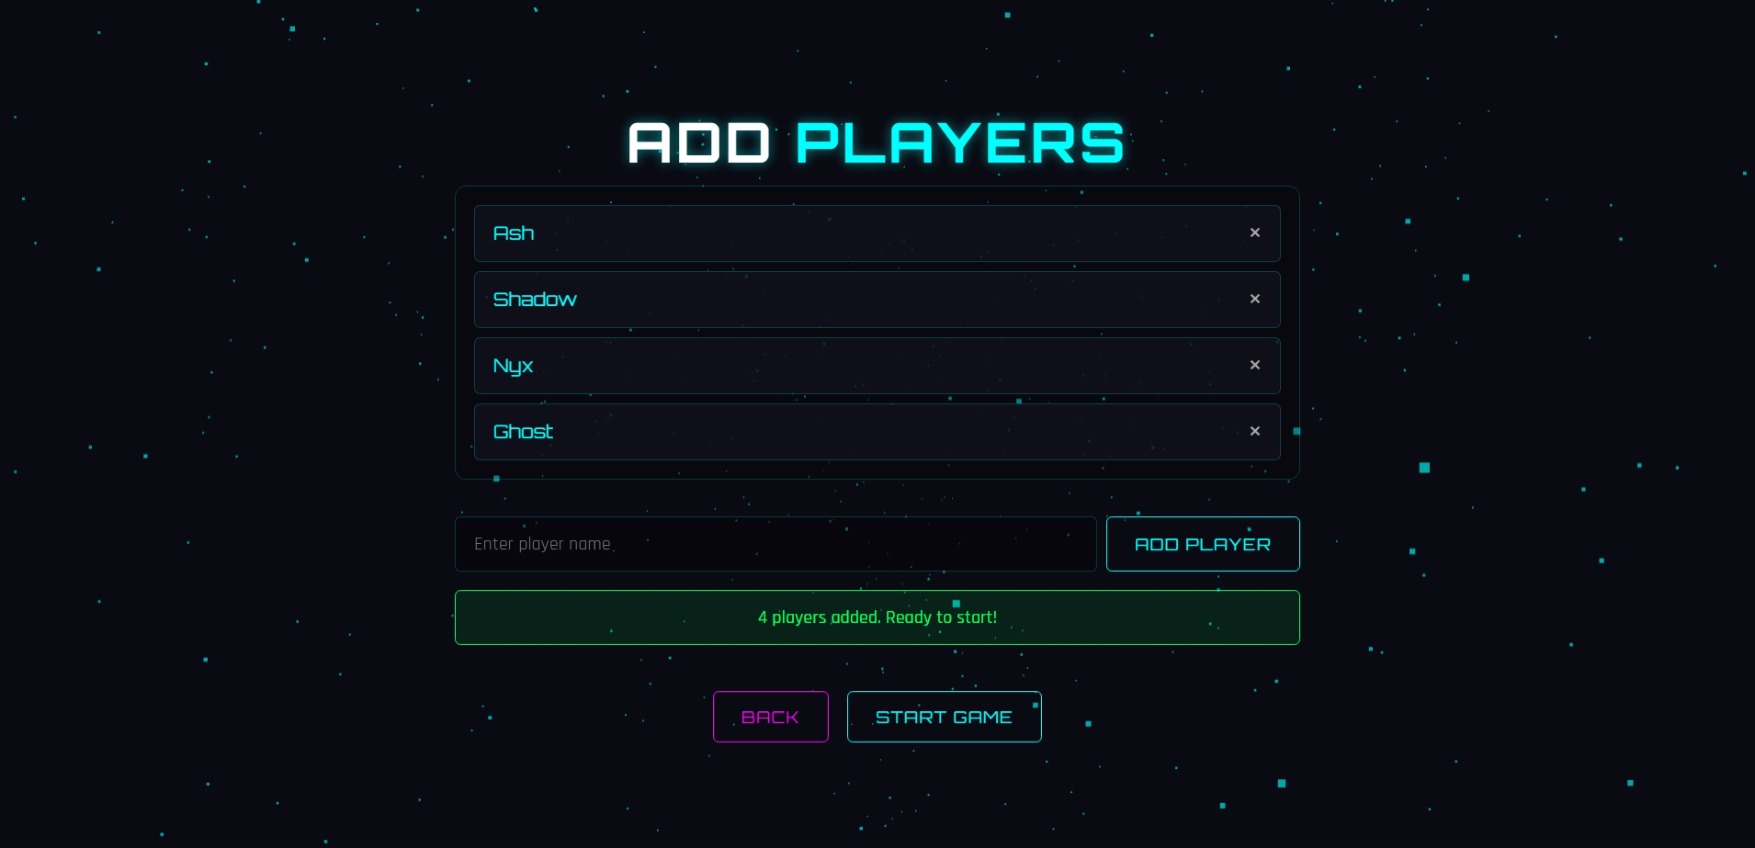 ADD PLAYERS
Ash ×
Shadow ×
Nyx ×
Ghost ×
Enter player name
ADD PLAYER
4 players added. Ready to start!
BACK
START GAME